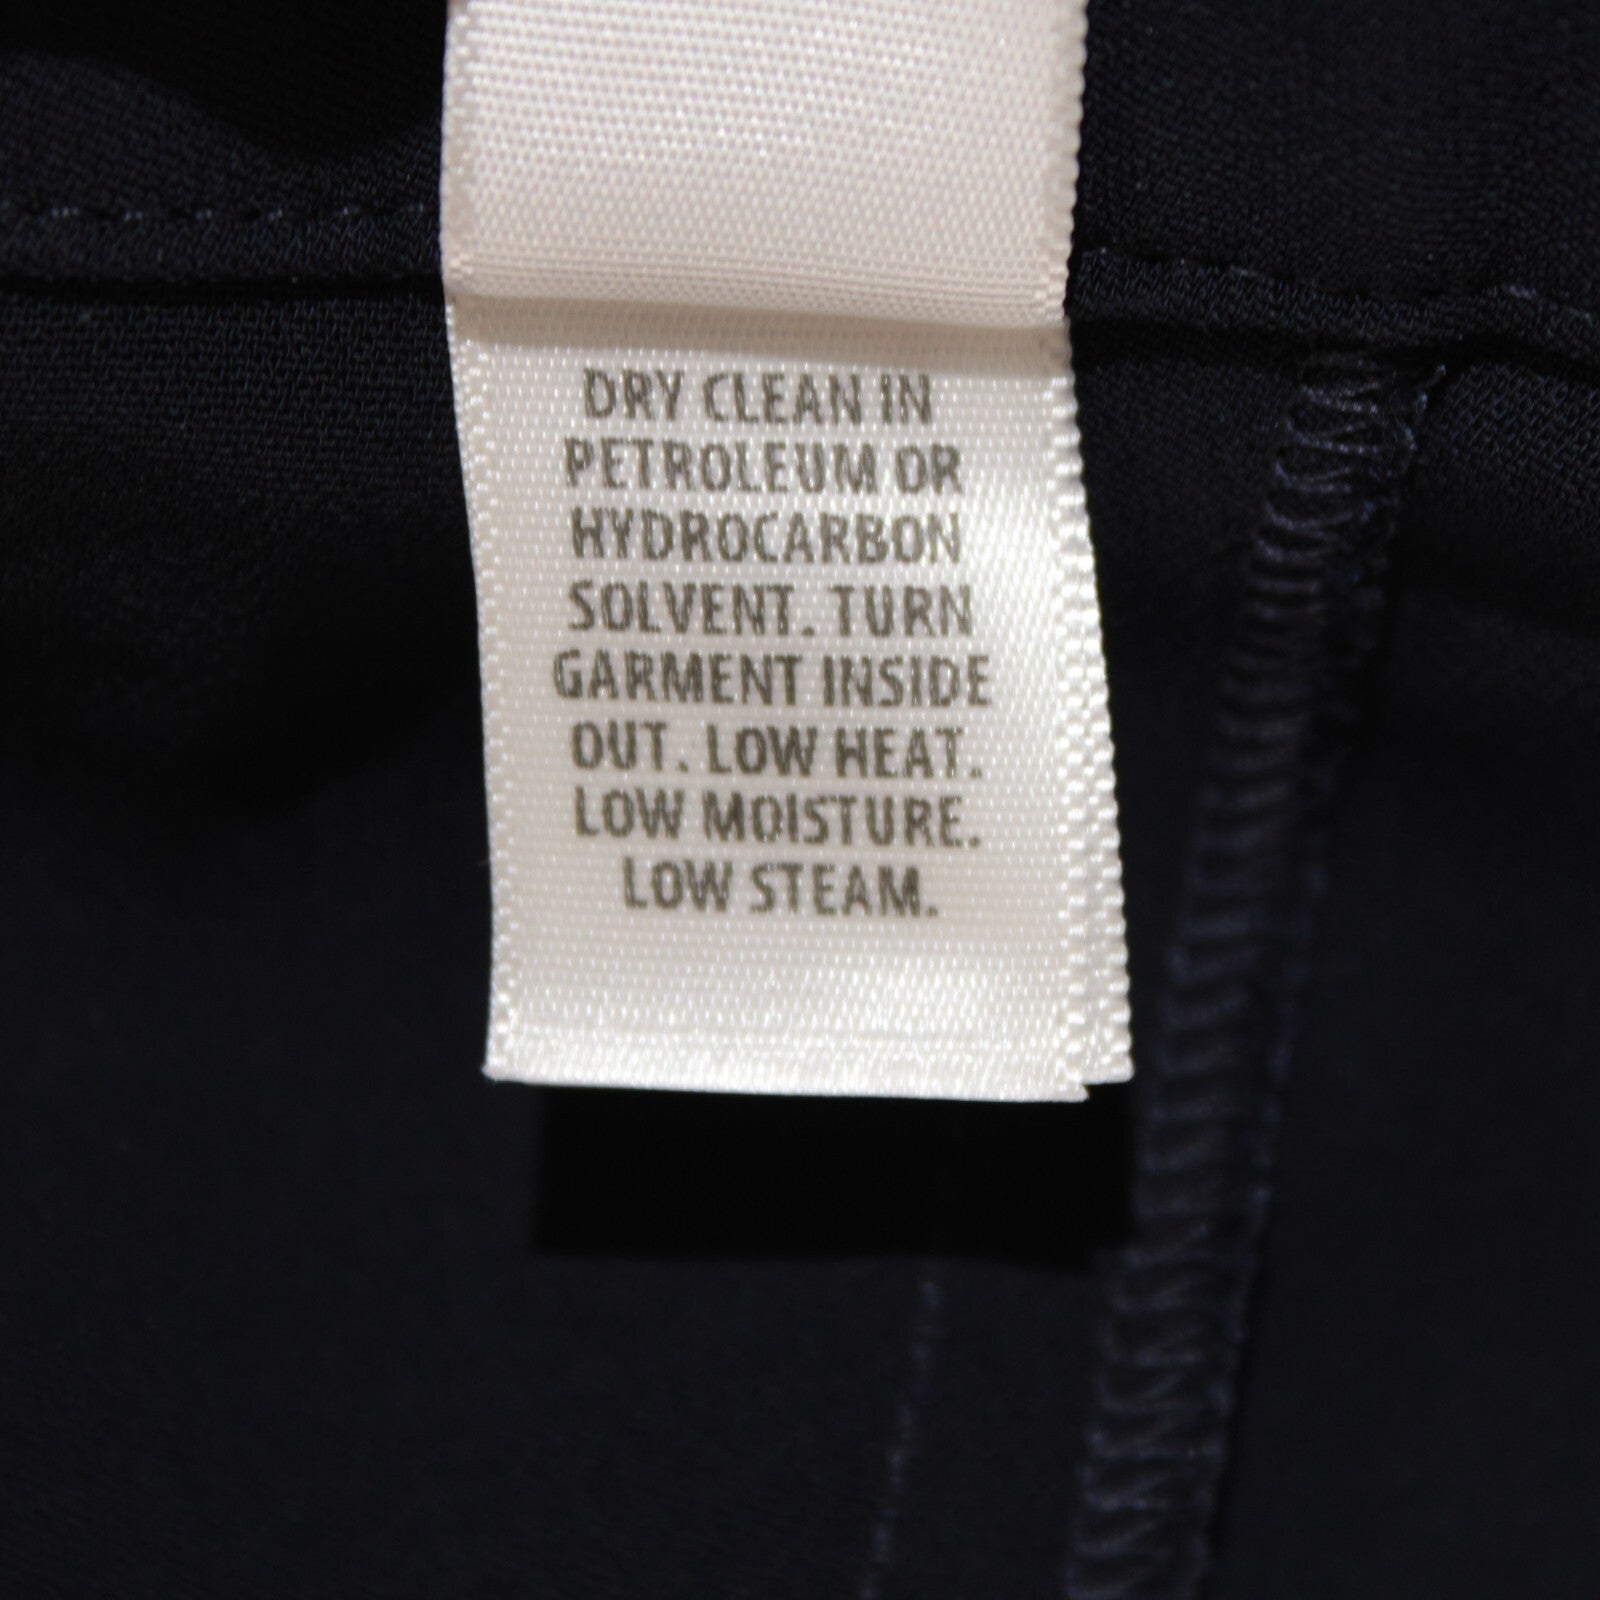 DRY CLEAN IN
PETROLEUM OR
HYDROCARBON
SOLVENT. TURN
GARMENT INSIDE
OUT. LOW HEAT.
LOW MOISTURE.
LOW STEAM.